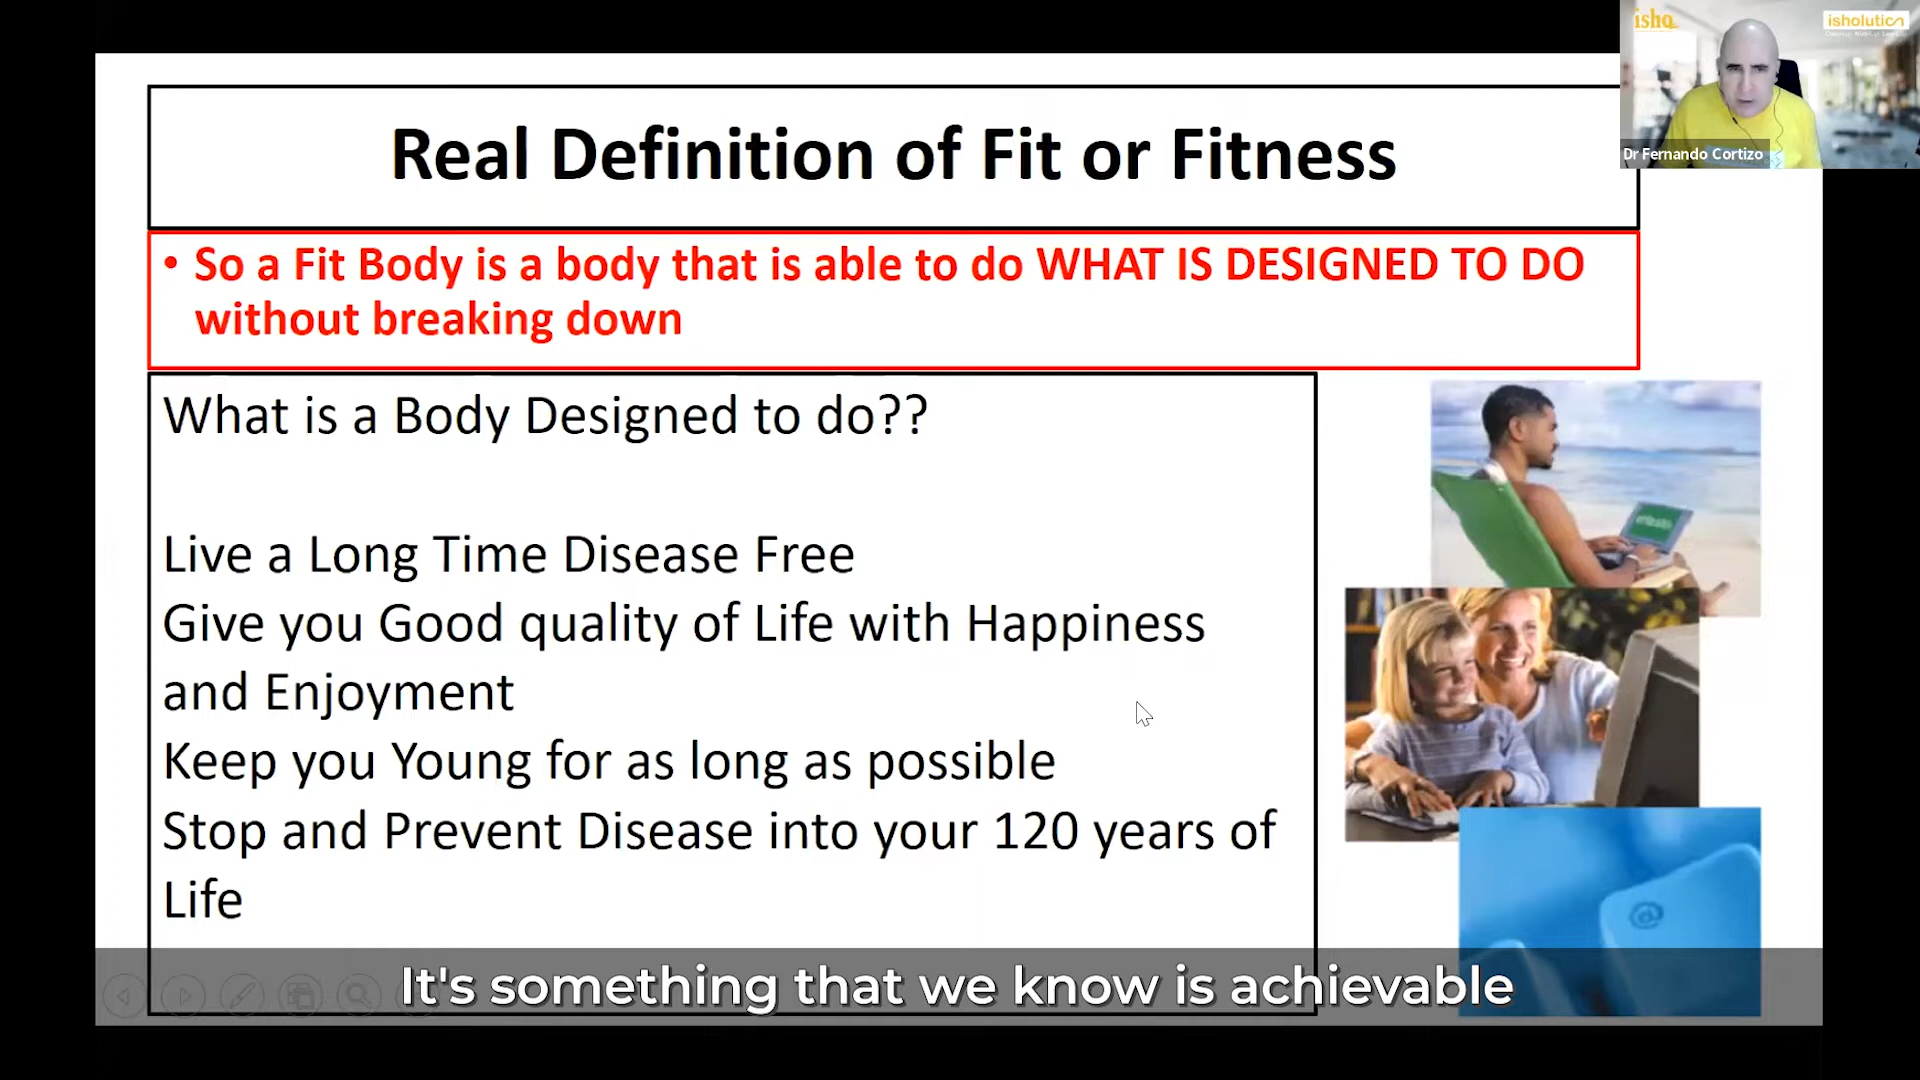 isho
isholution
Dr Fernando Cortizo
Real Definition of Fit or Fitness
• So a Fit Body is a body that is able to do WHAT IS DESIGNED TO DO
without breaking down
What is a Body Designed to do??
Live a Long Time Disease Free
Give you Good quality of Life with Happiness
and Enjoyment
Keep you Young for as long as possible
Stop and Prevent Disease into your 120 years of
Life
@
It's something that we know is achievable